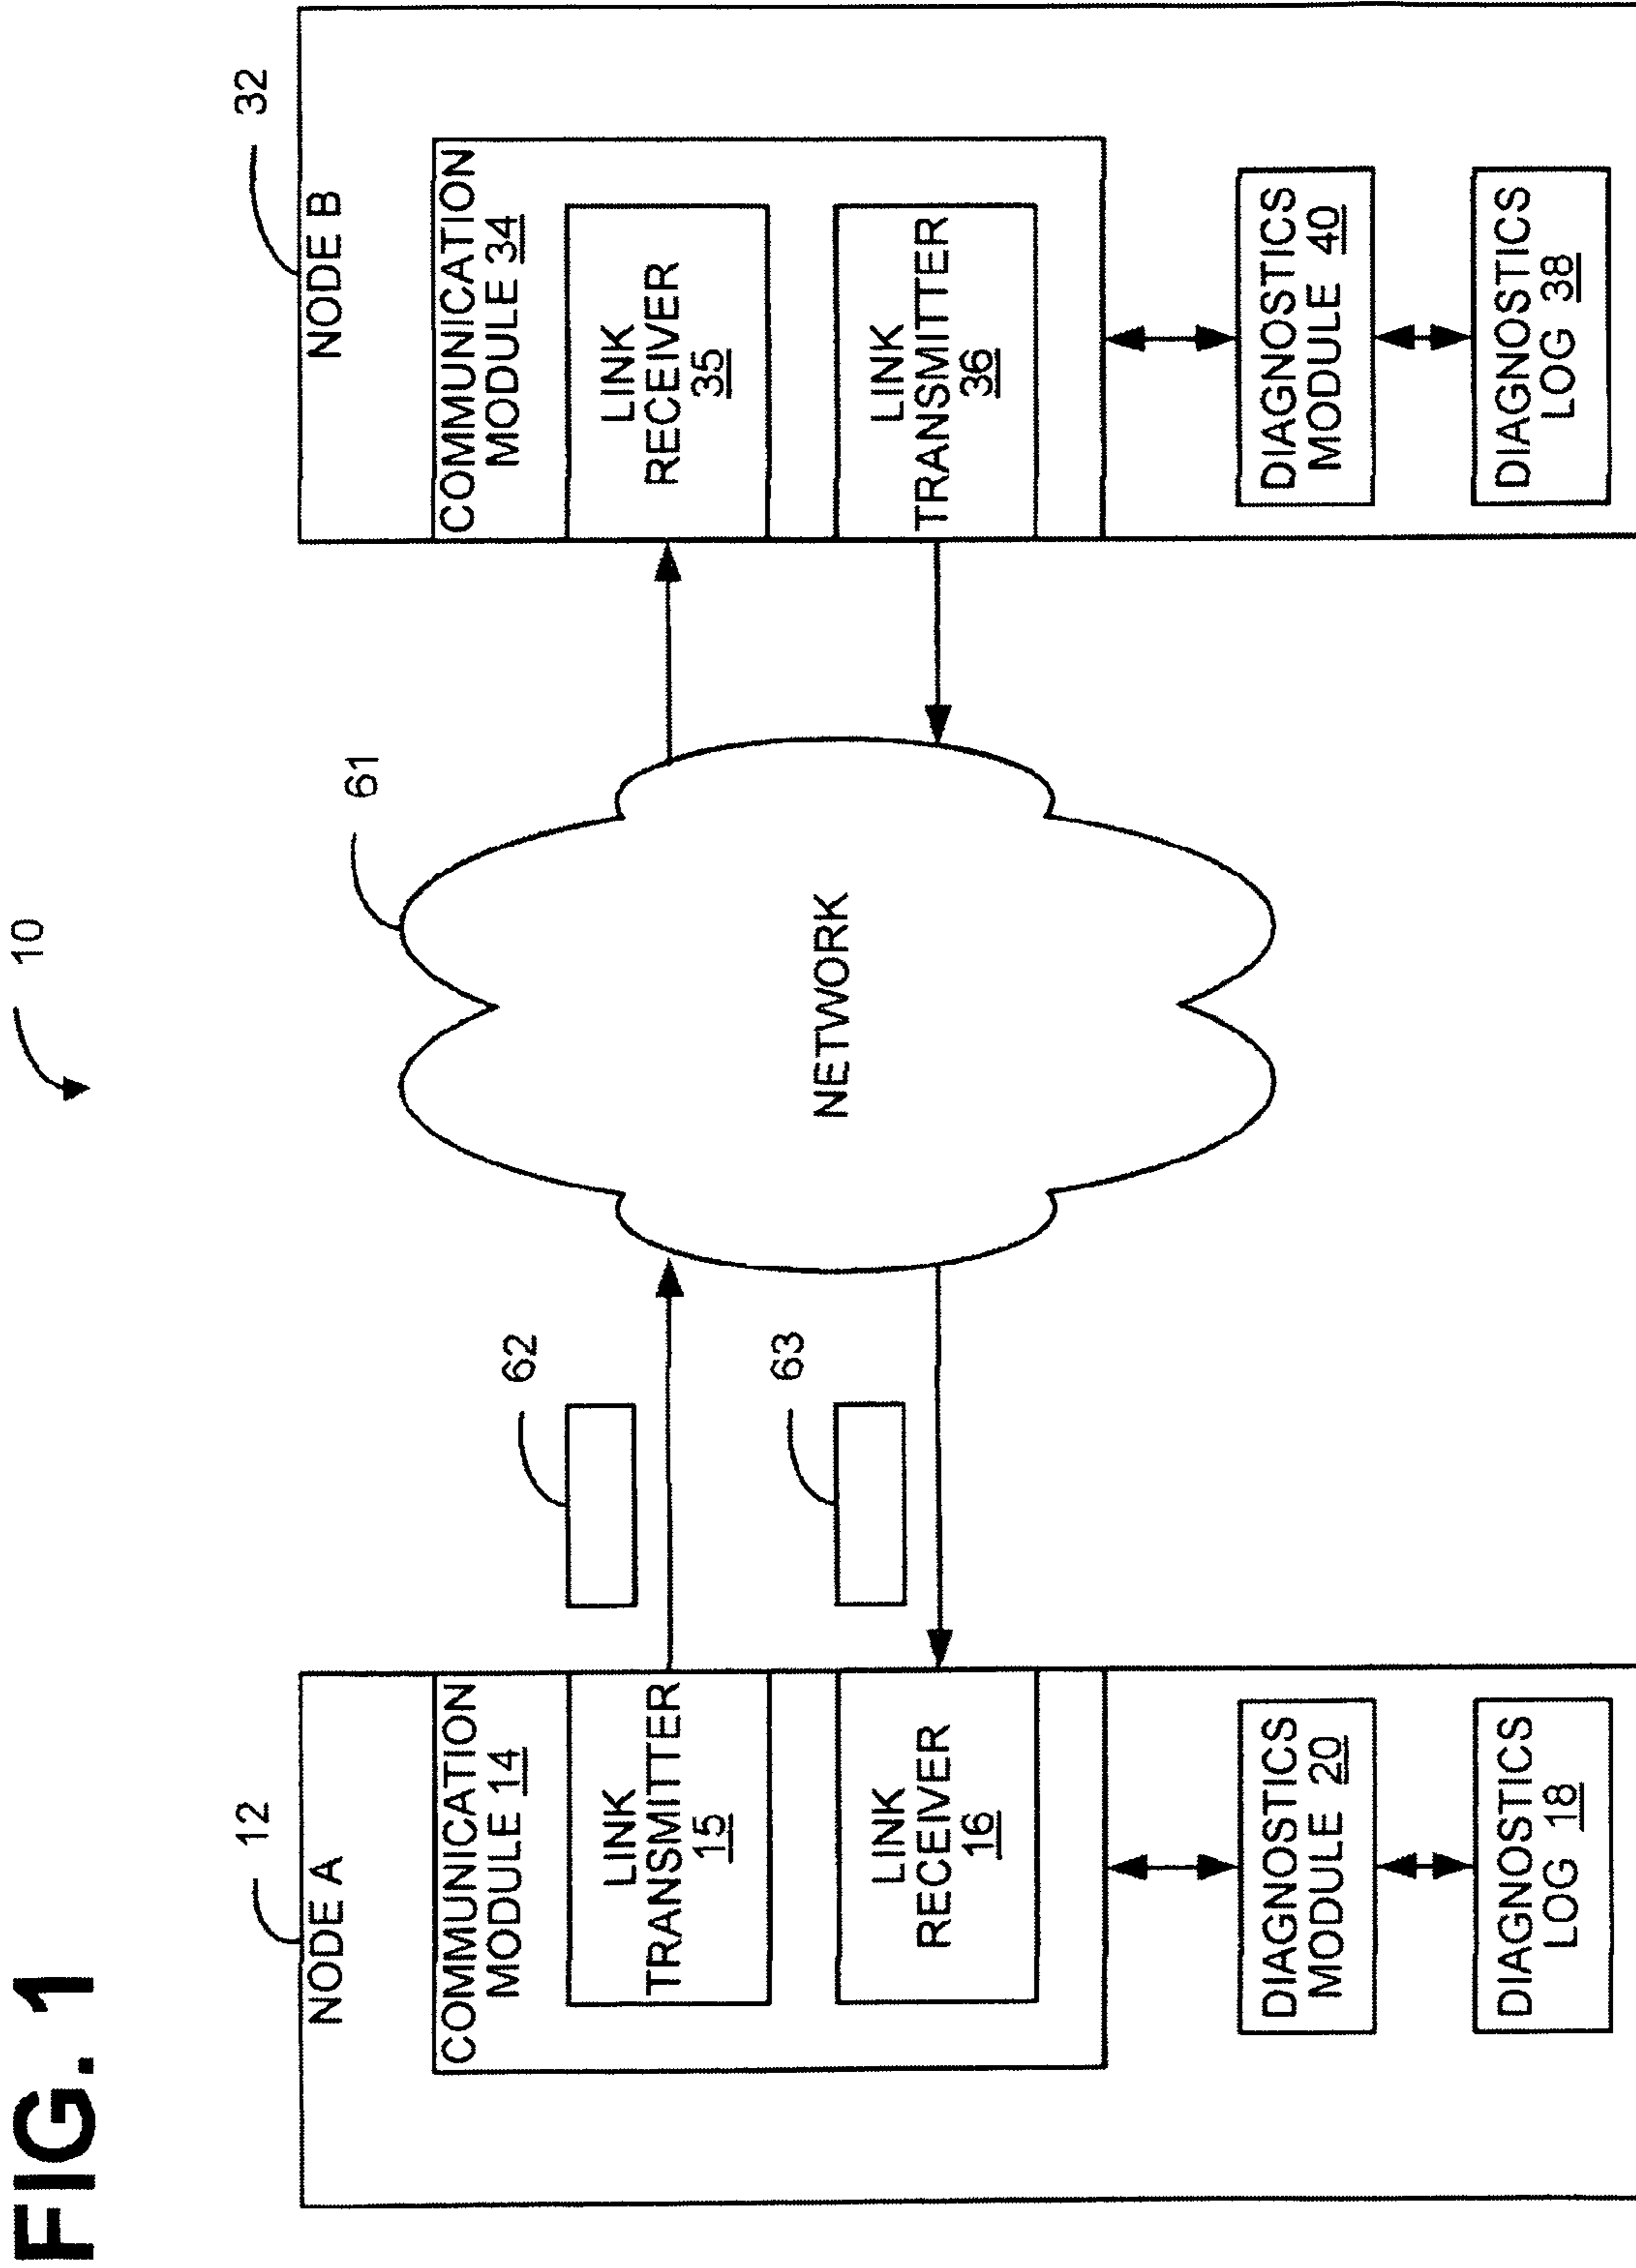 FIG. 1
10
12
NODE A
COMMUNICATION
MODULE 14
LINK
TRANSMITTER
15
LINK
RECEIVER
16
DIAGNOSTICS
MODULE 20
DIAGNOSTICS
LOG 18
62
63
61
NETWORK
32
NODE B
COMMUNICATION
MODULE 34
LINK
RECEIVER
35
LINK
TRANSMITTER
36
DIAGNOSTICS
MODULE 40
DIAGNOSTICS
LOG 38